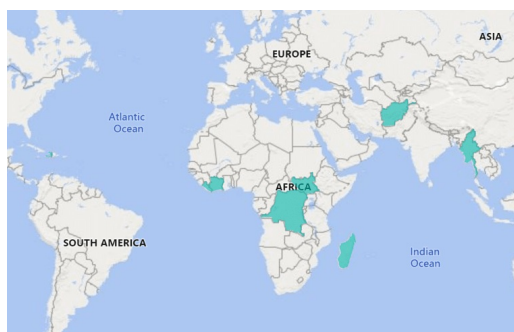 ASIA
EUROPE
Atlantic
Ocean
AFRICA
SOUTH AMERICA
Indian
Ocean